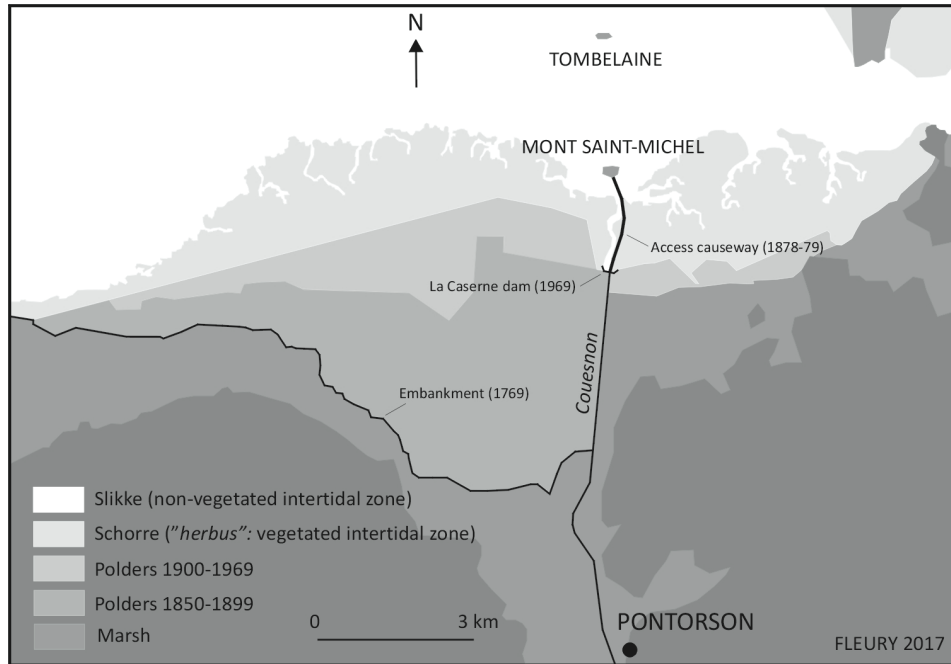 N
TOMBELAINE
MONT SAINT-MICHEL
Access causeway (1878-79)
La Caserne dam (1969)
Couesnon
Embankment (1769)
Slikke (non-vegetated intertidal zone)
Schorre (”herbus”: vegetated intertidal zone)
Polders 1900-1969
Polders 1850-1899
Marsh
0 3 km
PONTORSON
FLEURY 2017